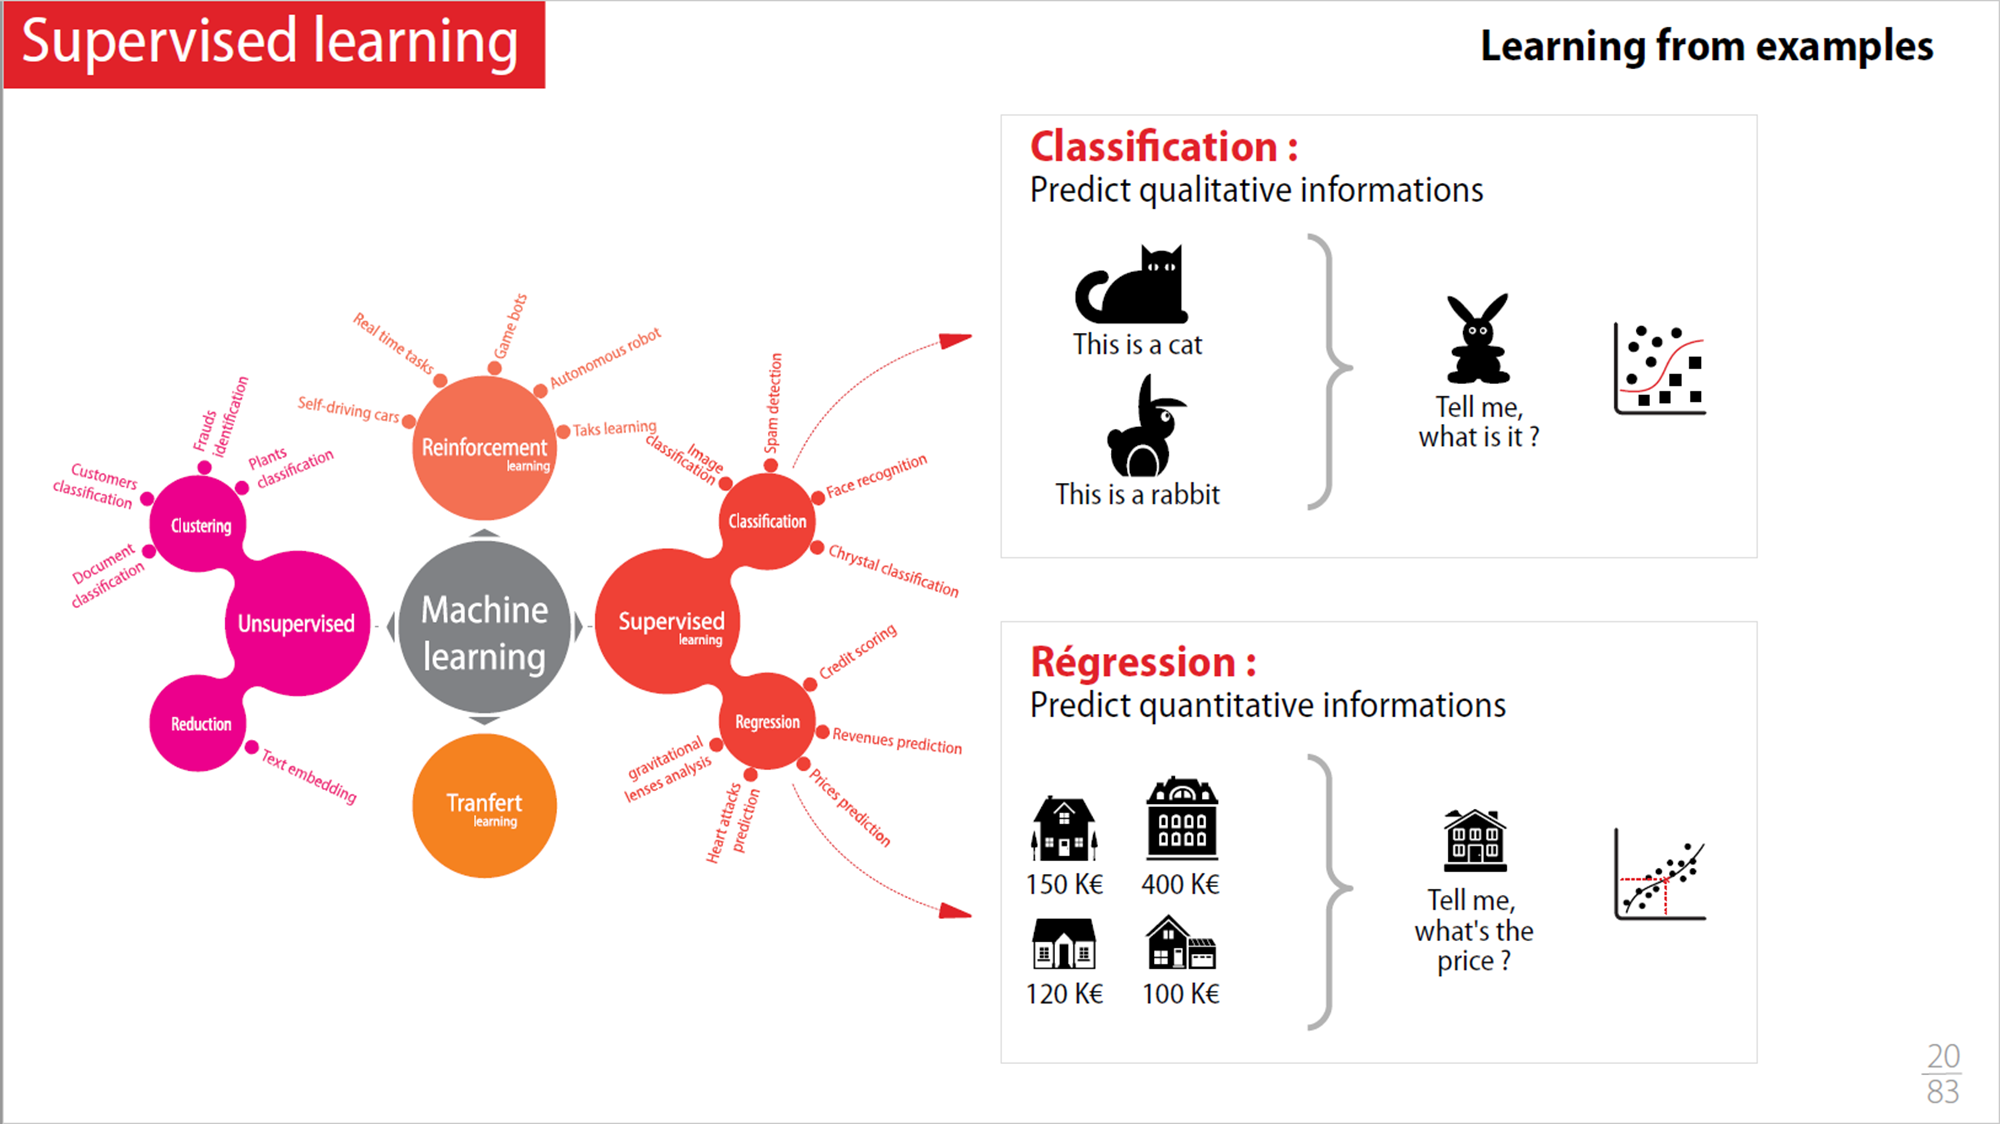 Supervised learning
Learning from examples
Classification :
Predict qualitative informations
This is a cat
This is a rabbit
Tell me,
what is it ?
Régression :
Predict quantitative informations
150 K€
400 K€
120 K€
100 K€
Tell me,
what's the
price ?
Machine
learning
Reinforcement
learning
Self-driving cars
Real time tasks
Game bots
Autonomous robot
Taks learning
Supervised
learning
Classification
Image
classification
Spam detection
Face recognition
Chrystal classification
Regression
Credit scoring
Revenues prediction
Prices prediction
Heart attacks
prediction
gravitational
lenses analysis
Tranfert
learning
Unsupervised
Clustering
Frauds
identification
Plants
classification
Customers
classification
Document
classification
Reduction
Text embedding
20
83